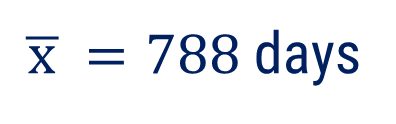 x̅ = 788 days